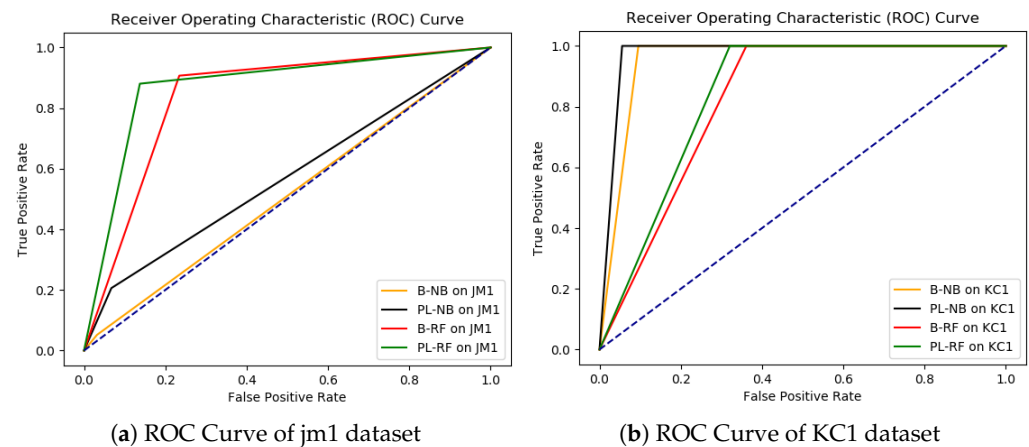 Receiver Operating Characteristic (ROC) Curve
1.0
0.8
0.6
0.4
0.2
0.0
True Positive Rate
B-NB on JM1
PL-NB on JM1
B-RF on JM1
PL-RF on JM1
0.0 0.2 0.4 0.6 0.8 1.0
False Positive Rate
(a) ROC Curve of jm1 dataset
Receiver Operating Characteristic (ROC) Curve
1.0
0.8
0.6
0.4
0.2
0.0
True Positive Rate
B-NB on KC1
PL-NB on KC1
B-RF on KC1
PL-RF on KC1
0.0 0.2 0.4 0.6 0.8 1.0
False Positive Rate
(b) ROC Curve of KC1 dataset